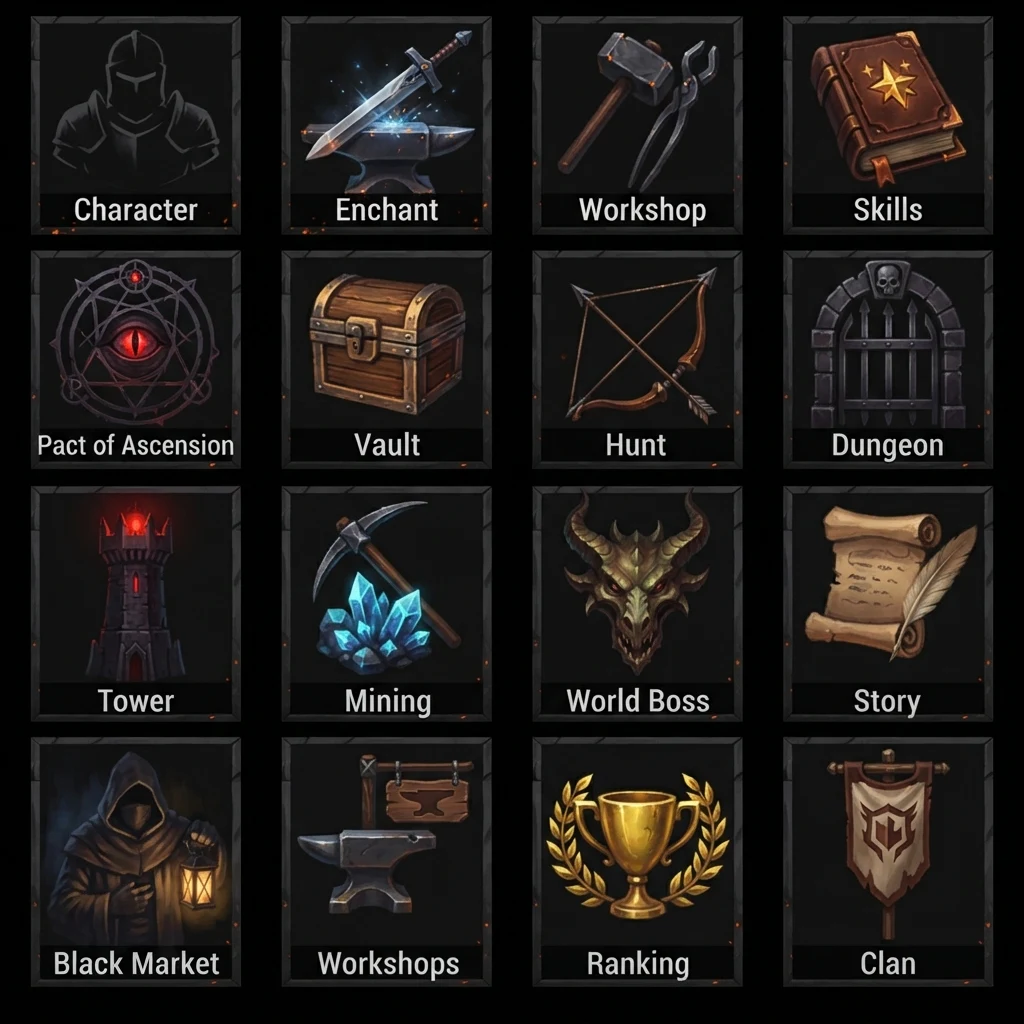 Character
Enchant
Workshop
Skills
Pact of Ascension
Vault
Hunt
Dungeon
Tower
Mining
World Boss
Story
Black Market
Workshops
Ranking
Clan